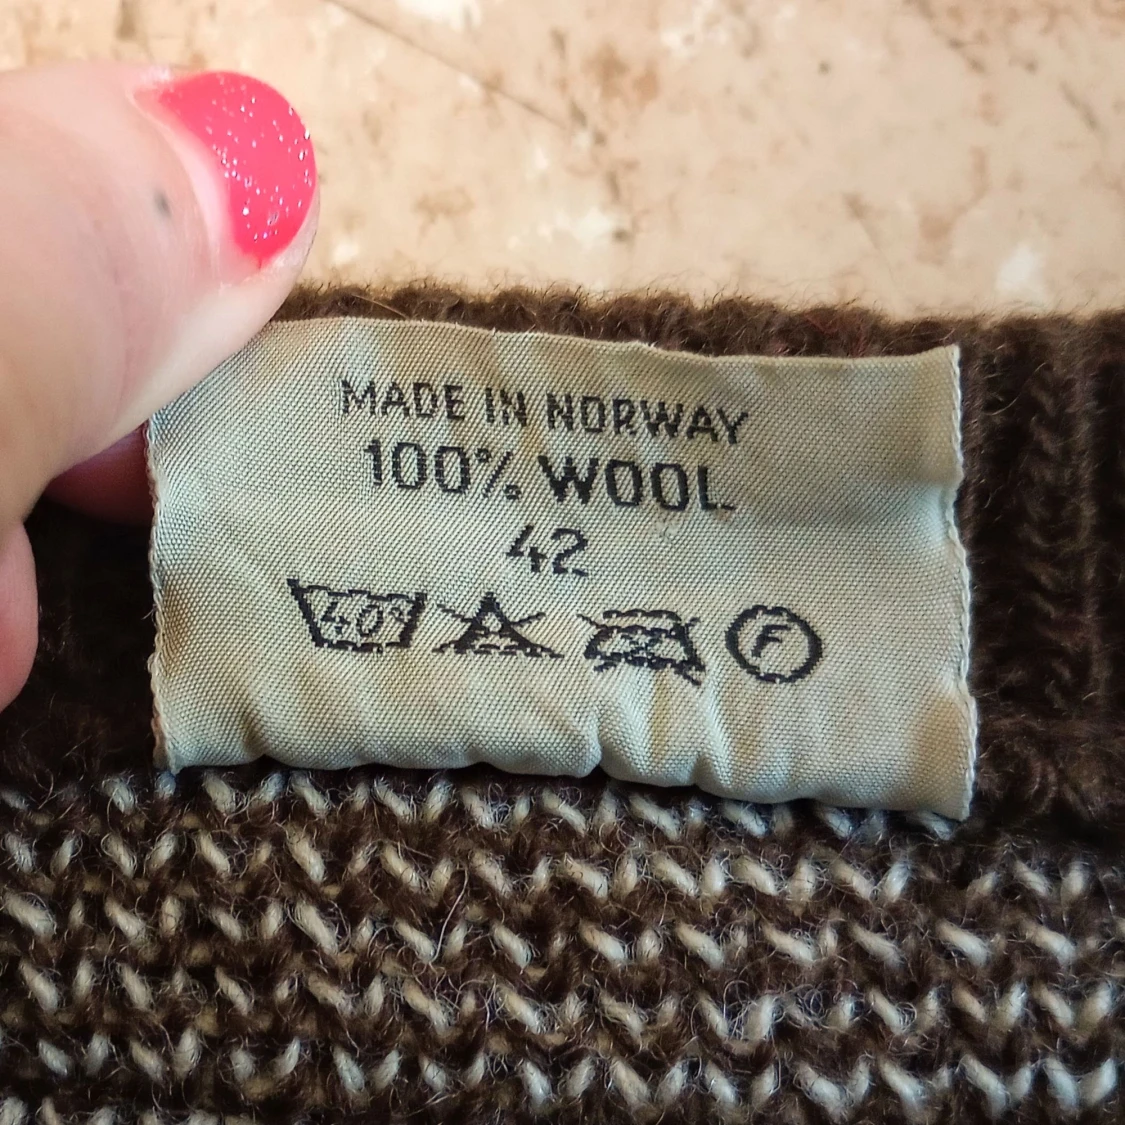 MADE IN NORWAY
100% WOOL
42
40° A F